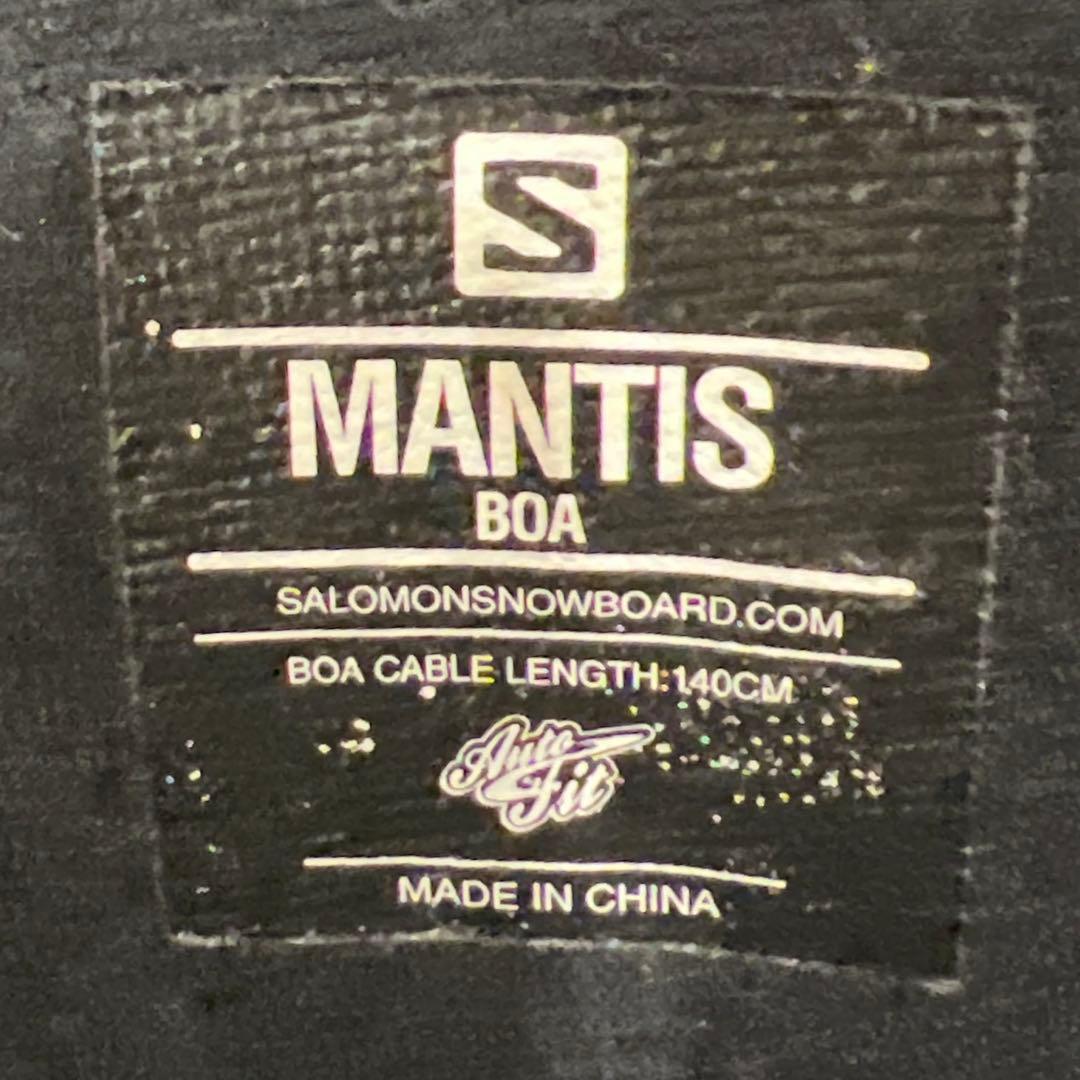 S
MANTIS
BOA
SALOMONSNOWBOARD.COM
BOA CABLE LENGTH:140CM
Auto
Fit
MADE IN CHINA